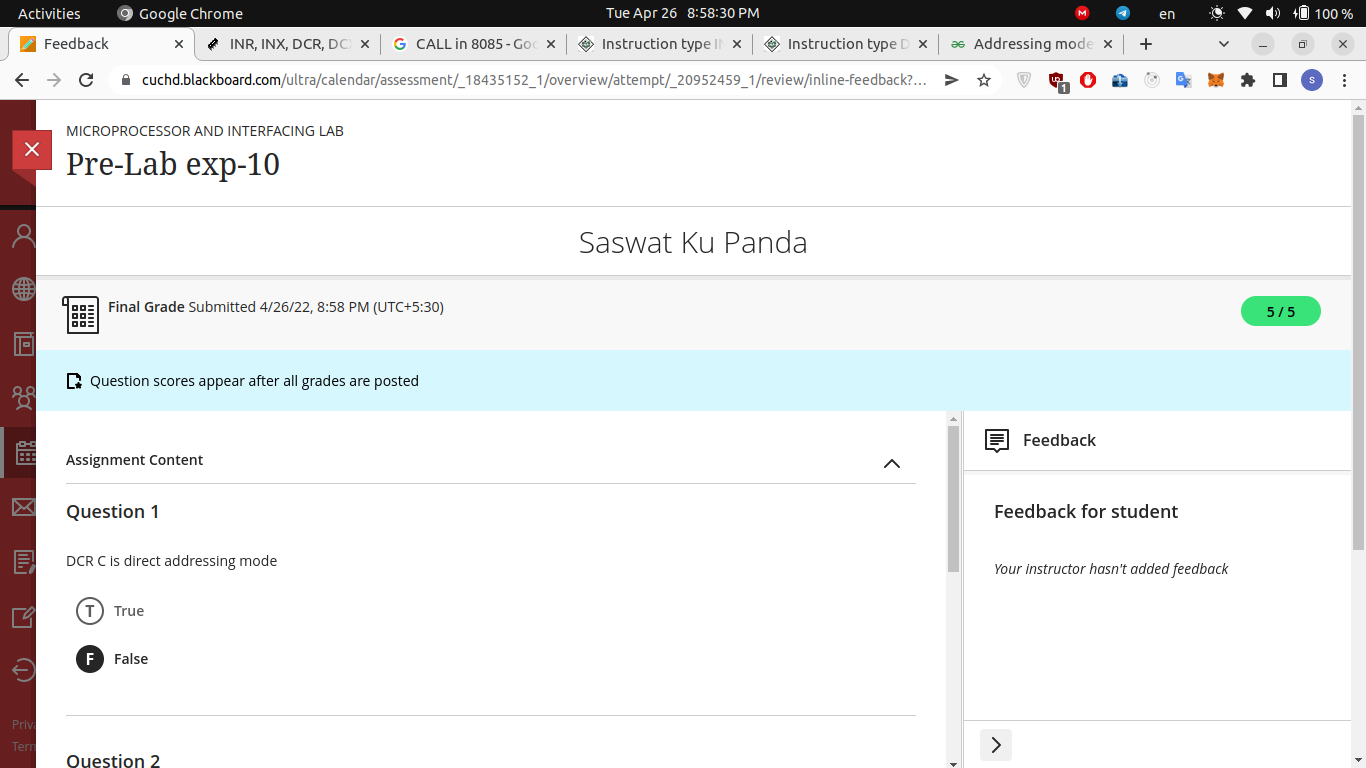 Activities
Google Chrome
Tue Apr 26 8:58:30 PM
en
100 %
Feedback
INR, INX, DCR, DC
CALL in 8085 - Goo
Instruction type I
Instruction type D
Addressing mode
cuchd.blackboard.com/ultra/calendar/assessment/_18435152_1/overview/attempt/_20952459_1/review/inline-feedback?...
1
S
MICROPROCESSOR AND INTERFACING LAB
Pre-Lab exp-10
Saswat Ku Panda
Final Grade Submitted 4/26/22, 8:58 PM (UTC+5:30)
5 / 5
Question scores appear after all grades are posted
Assignment Content
Question 1
DCR C is direct addressing mode
T True
F False
Question 2
Feedback
Feedback for student
Your instructor hasn't added feedback
Priva
Term